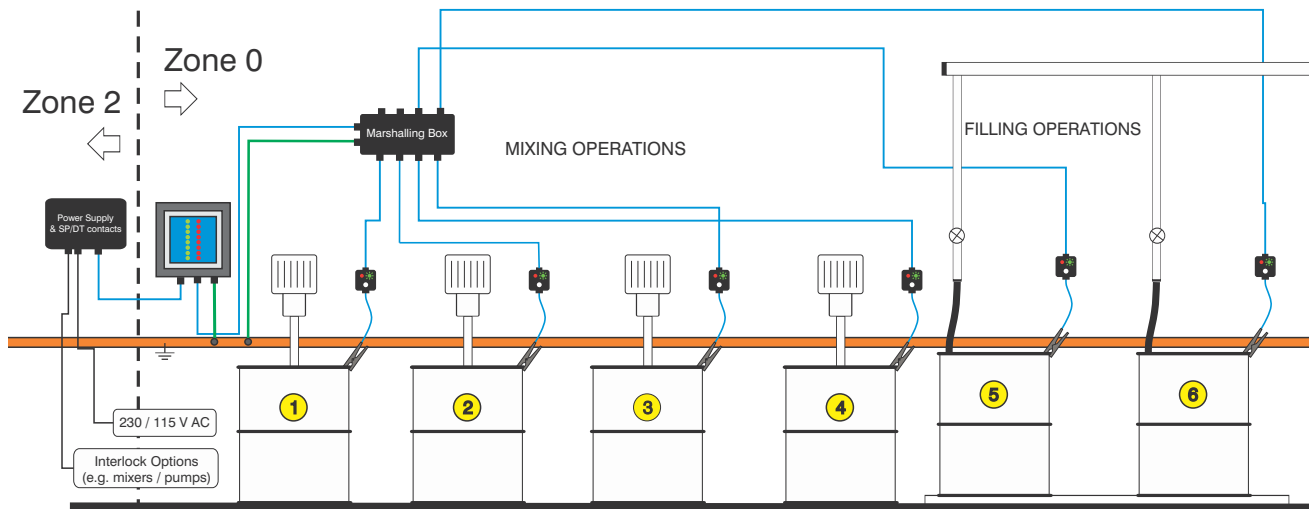 Zone 0
Zone 2
Marshalling Box
MIXING OPERATIONS
FILLING OPERATIONS
Power Supply
& SP/DT contacts
1
2
3
4
5
6
230 / 115 V AC
Interlock Options
(e.g. mixers / pumps)